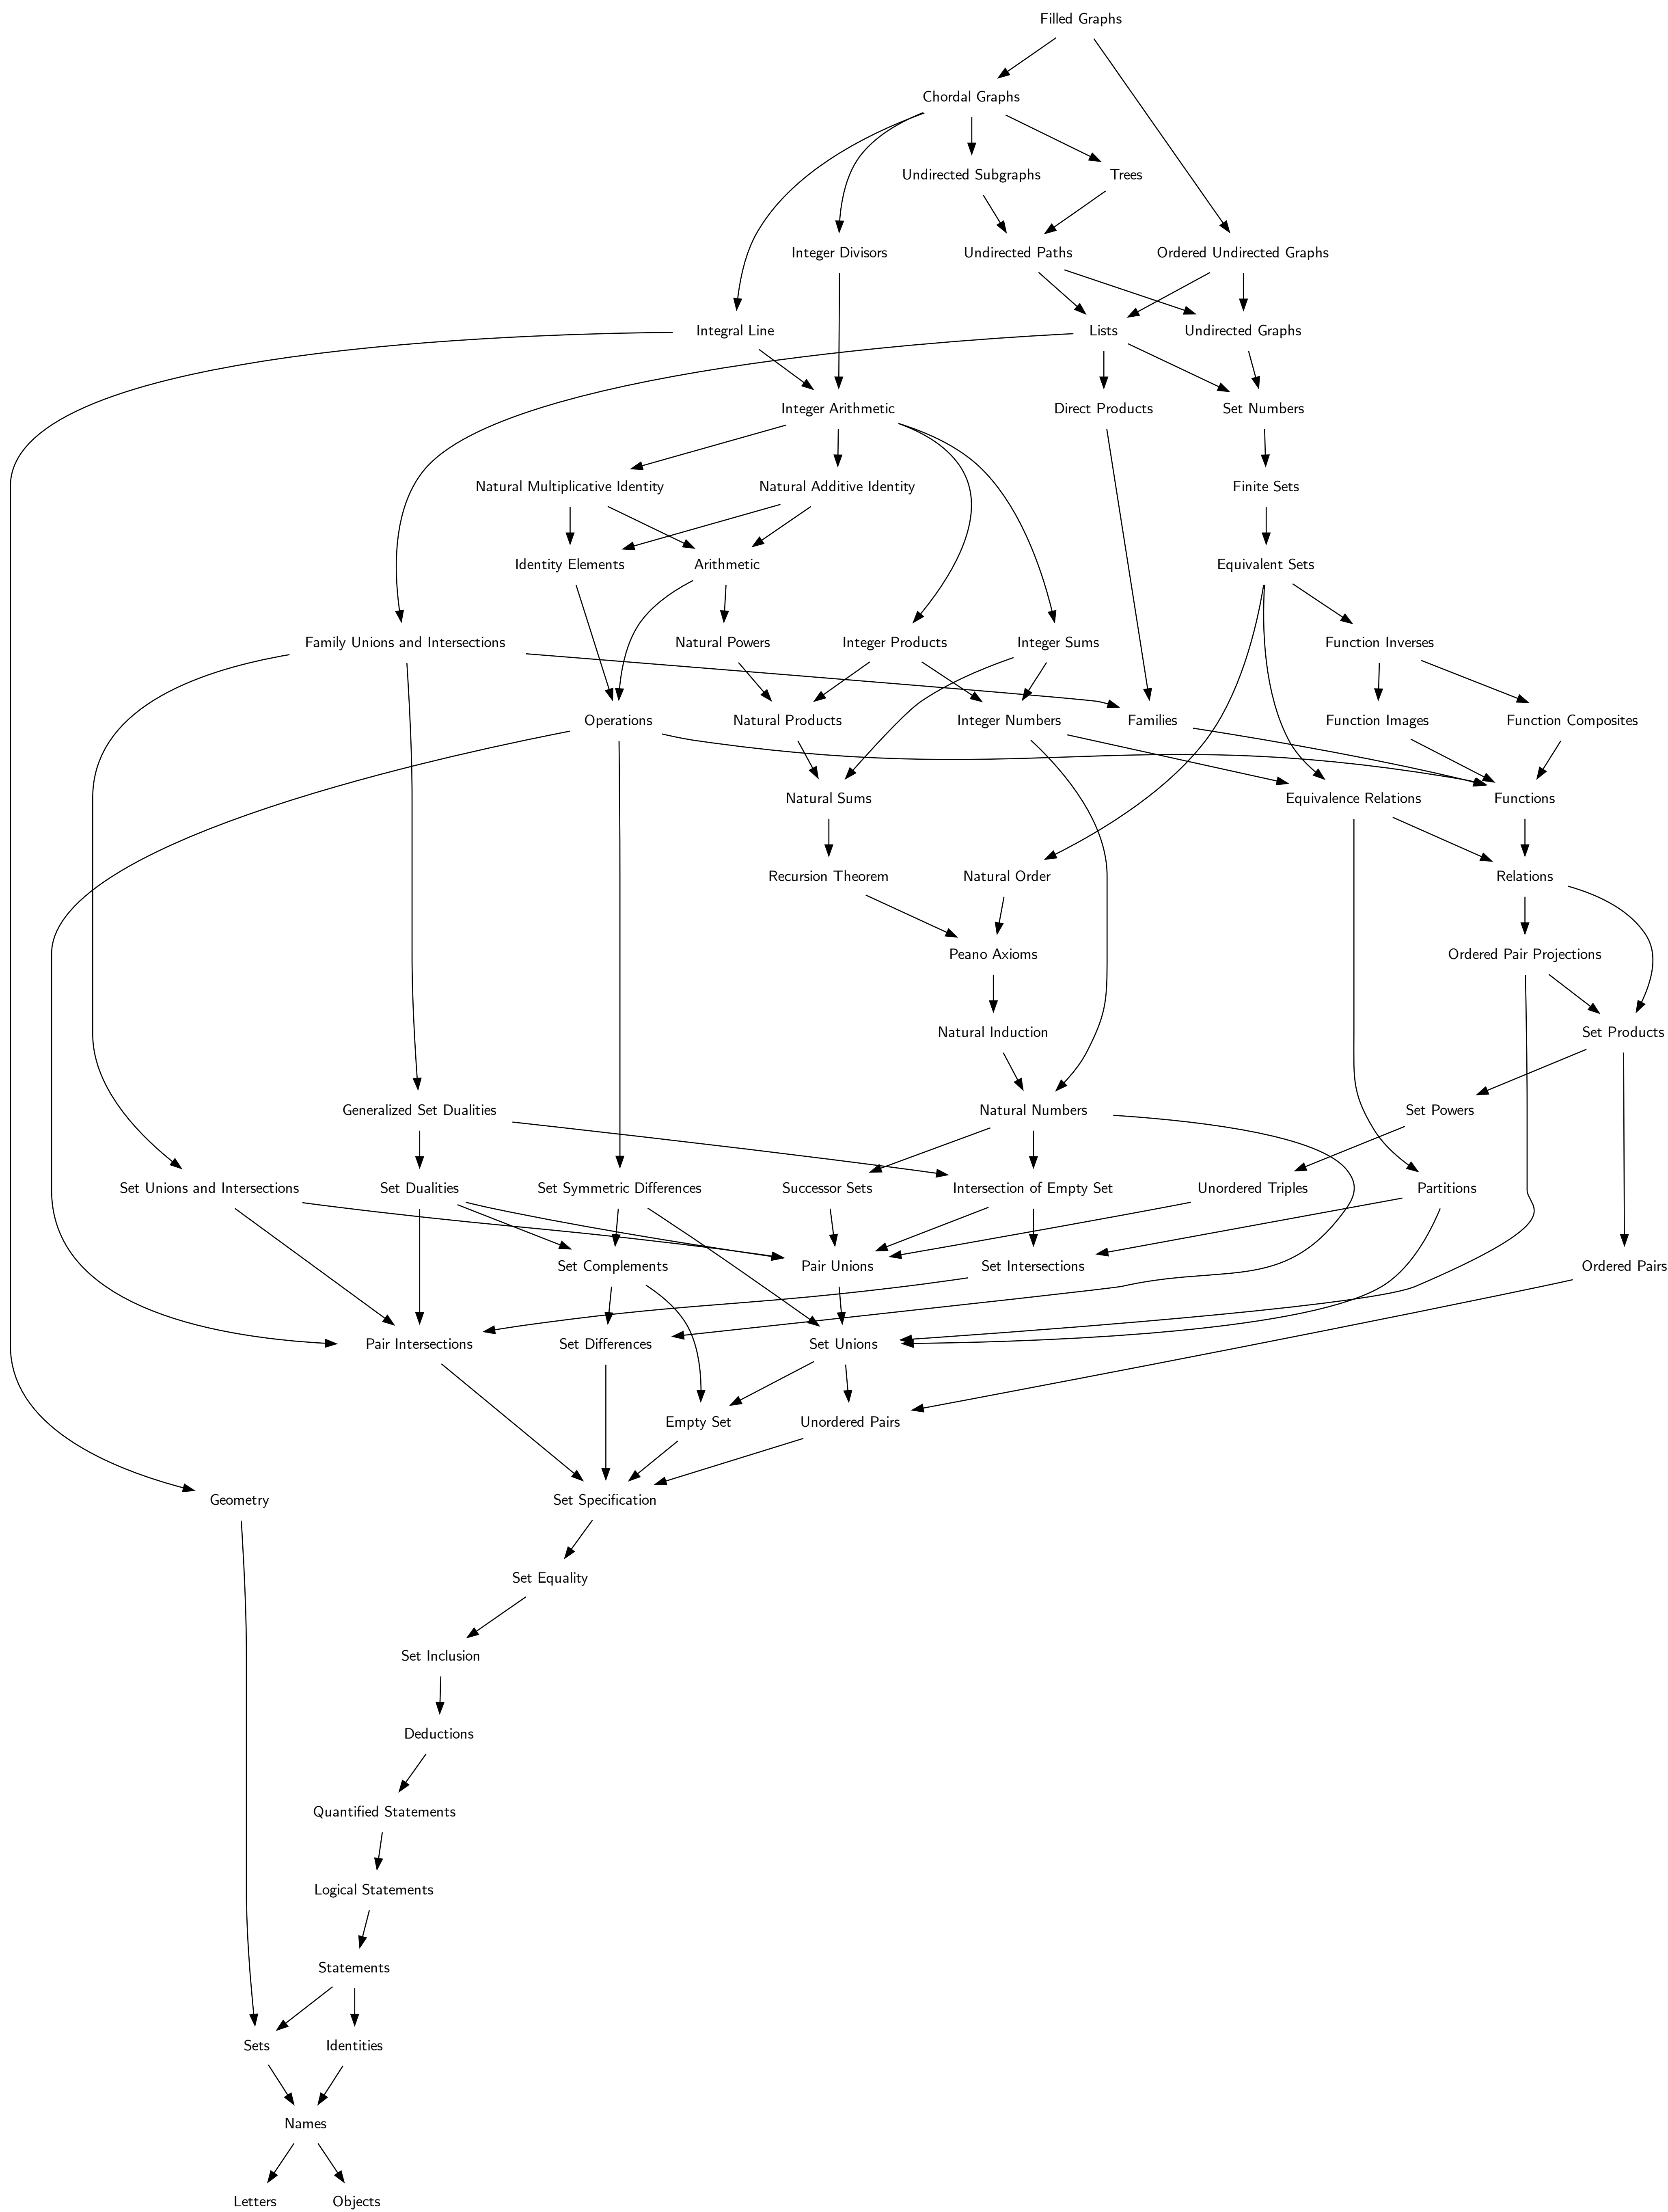 Filled Graphs
Chordal Graphs
Undirected Subgraphs
Trees
Integer Divisors
Undirected Paths
Ordered Undirected Graphs
Integral Line
Lists
Undirected Graphs
Integer Arithmetic
Direct Products
Set Numbers
Natural Multiplicative Identity
Natural Additive Identity
Finite Sets
Identity Elements
Arithmetic
Equivalent Sets
Family Unions and Intersections
Natural Powers
Integer Products
Integer Sums
Function Inverses
Operations
Natural Products
Integer Numbers
Families
Function Images
Function Composites
Natural Sums
Equivalence Relations
Functions
Recursion Theorem
Natural Order
Relations
Peano Axioms
Ordered Pair Projections
Natural Induction
Set Products
Generalized Set Dualities
Natural Numbers
Set Powers
Set Unions and Intersections
Set Dualities
Set Symmetric Differences
Successor Sets
Intersection of Empty Set
Unordered Triples
Partitions
Set Complements
Pair Unions
Set Intersections
Ordered Pairs
Pair Intersections
Set Differences
Set Unions
Empty Set
Unordered Pairs
Geometry
Set Specification
Set Equality
Set Inclusion
Deductions
Quantified Statements
Logical Statements
Statements
Sets
Identities
Names
Letters
Objects